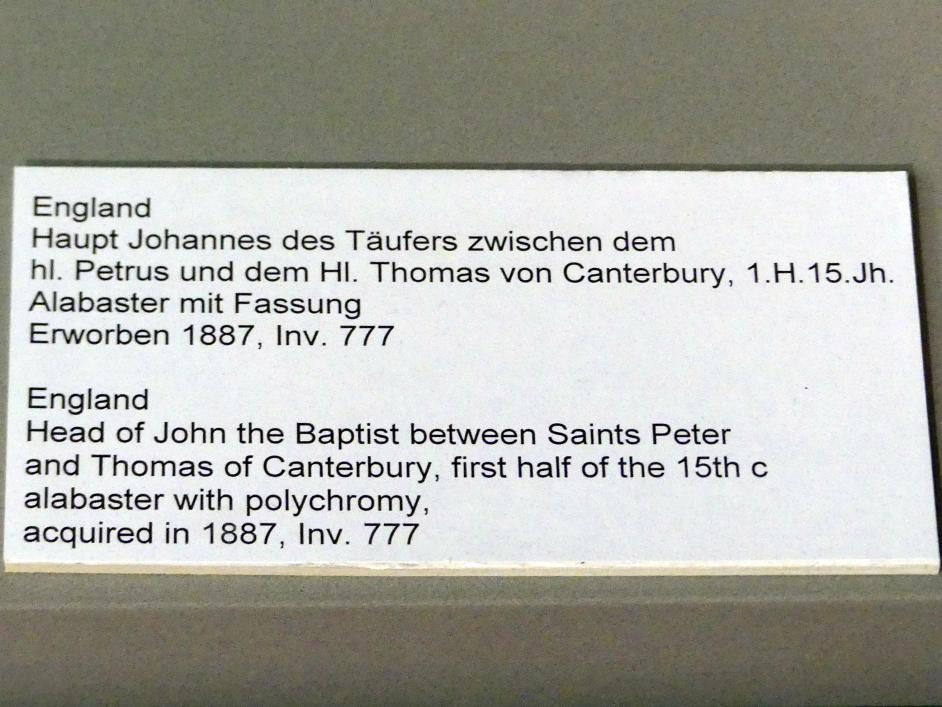 England
Haupt Johannes des Täufers zwischen dem
hl. Petrus und dem Hl. Thomas von Canterbury, 1.H.15.Jh.
Alabaster mit Fassung
Erworben 1887, Inv. 777
England
Head of John the Baptist between Saints Peter
and Thomas of Canterbury, first half of the 15th c
alabaster with polychromy,
acquired in 1887, Inv. 777